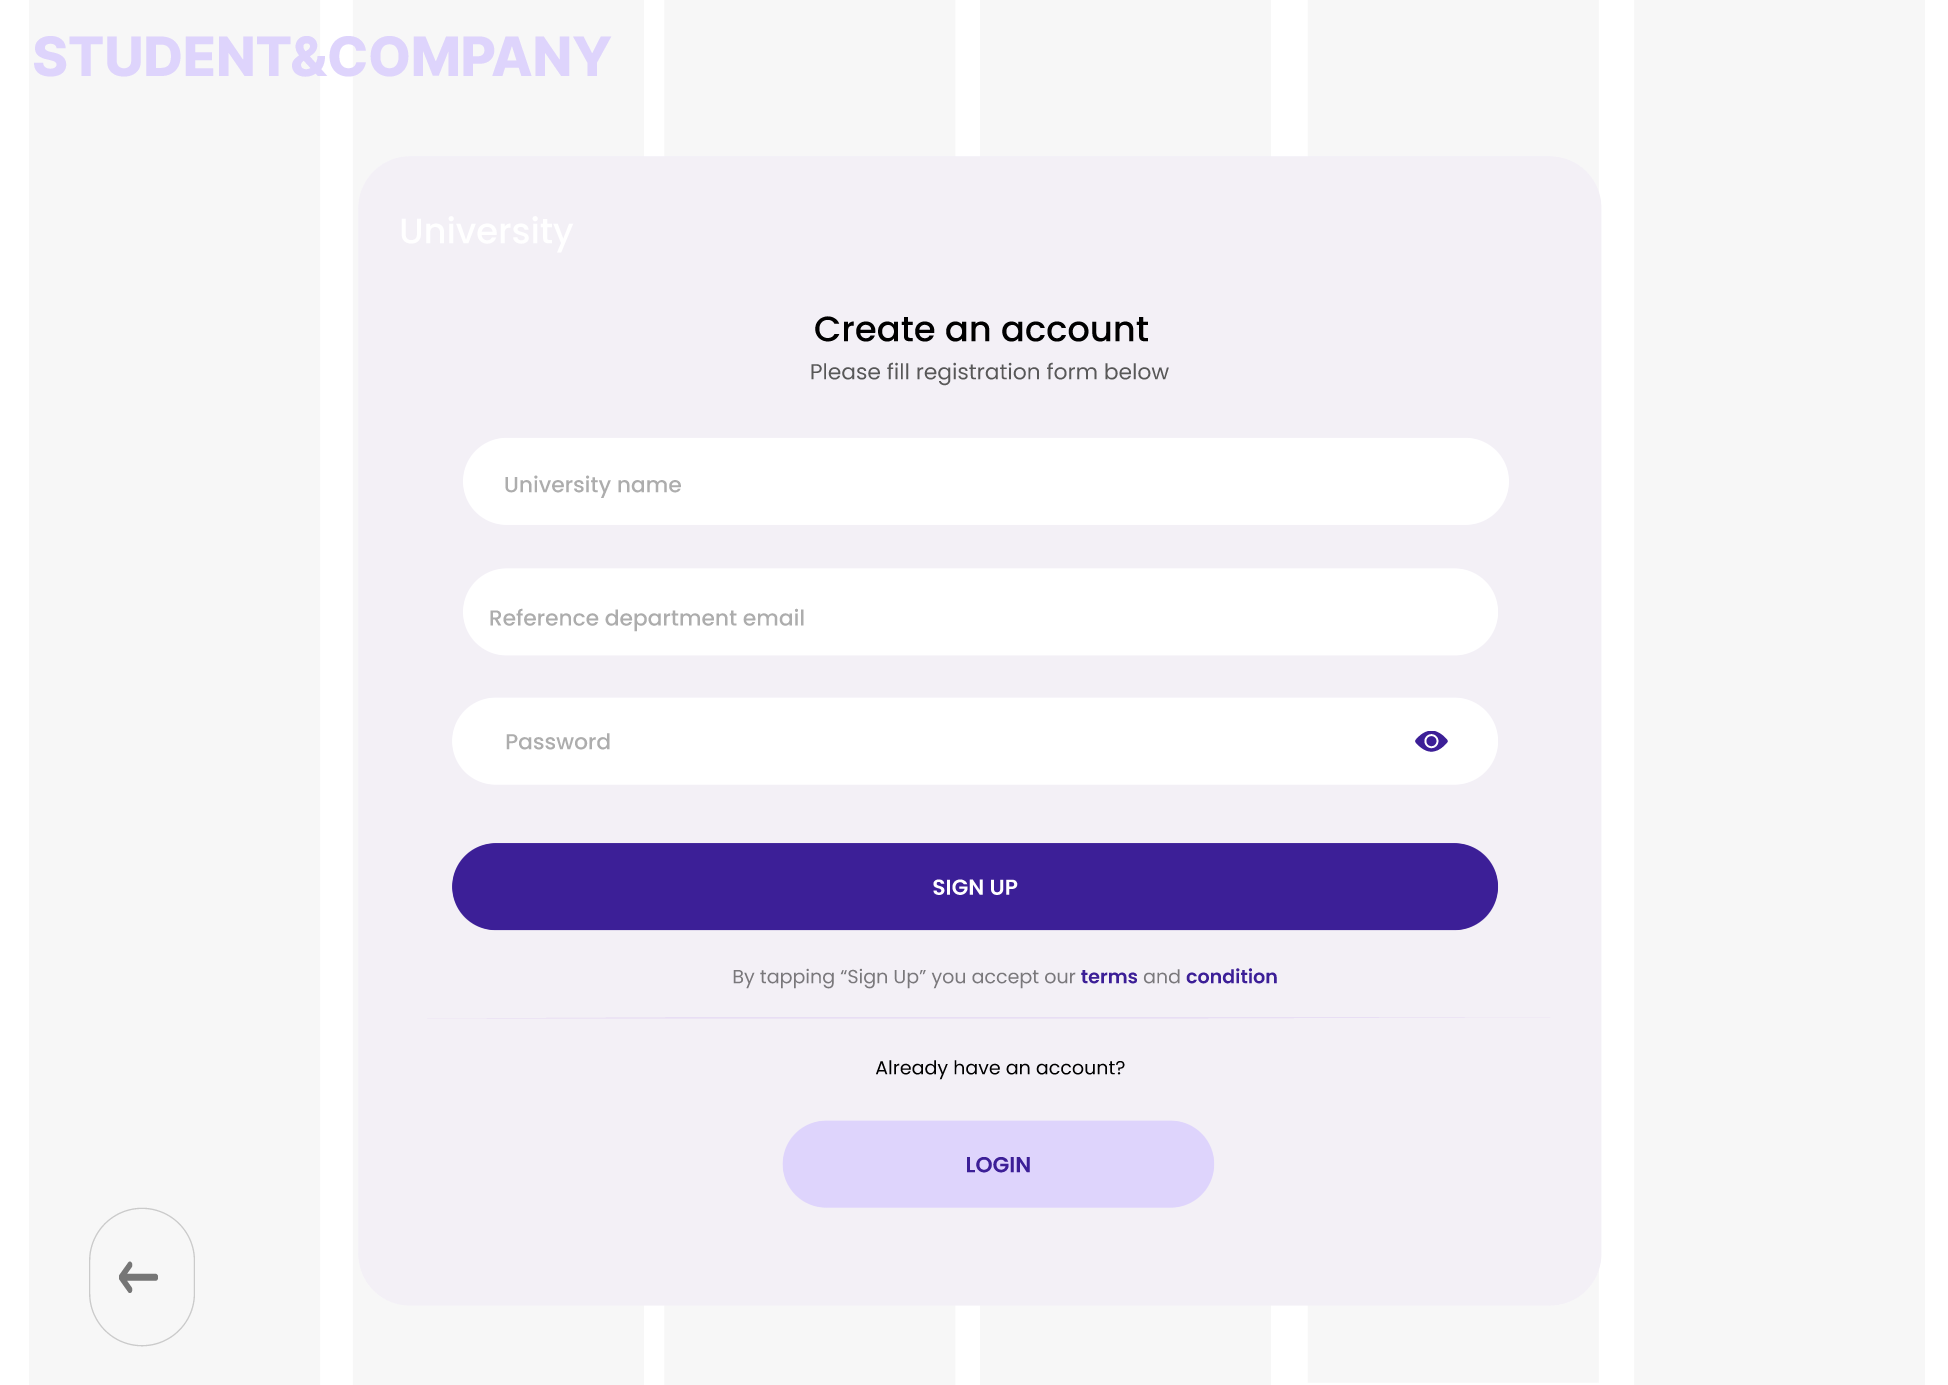 STUDENT&COMPANY
University
Create an account
Please fill registration form below
University name
Reference department email
Password
SIGN UP
By tapping “Sign Up” you accept our terms and condition
Already have an account?
LOGIN